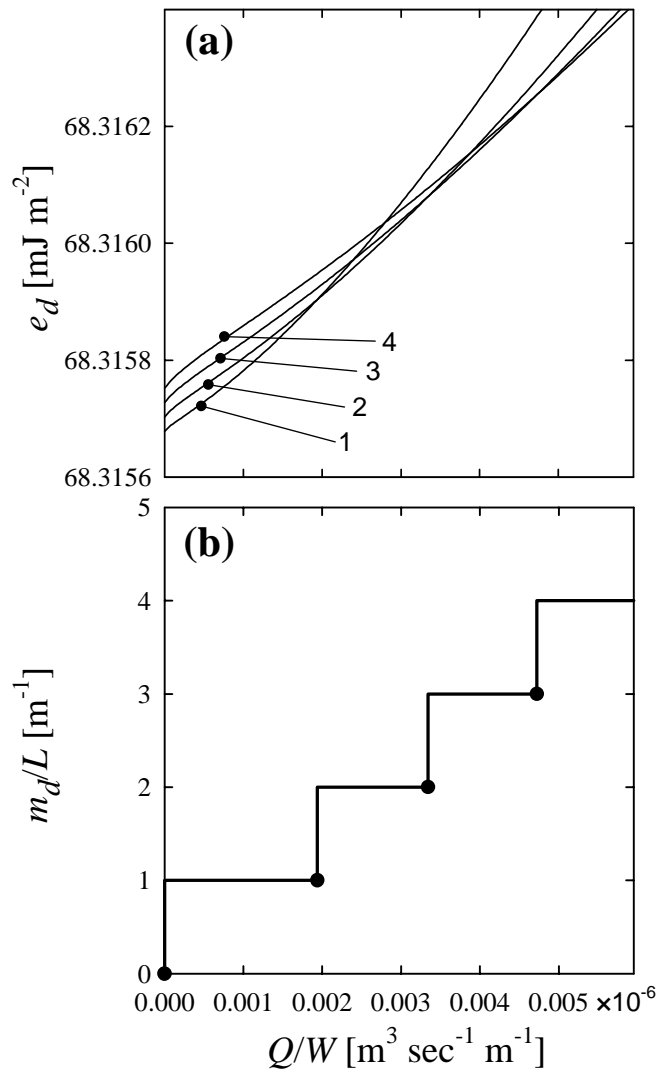 (a)
68.3162
68.3160
68.3158
68.3156
e_d [mJ m⁻²]
4
3
2
1
(b)
5
4
3
2
1
0
m_d/L [m⁻¹]
0.000 0.001 0.002 0.003 0.004 0.005 ×10⁻⁶
Q/W [m³ sec⁻¹ m⁻¹]